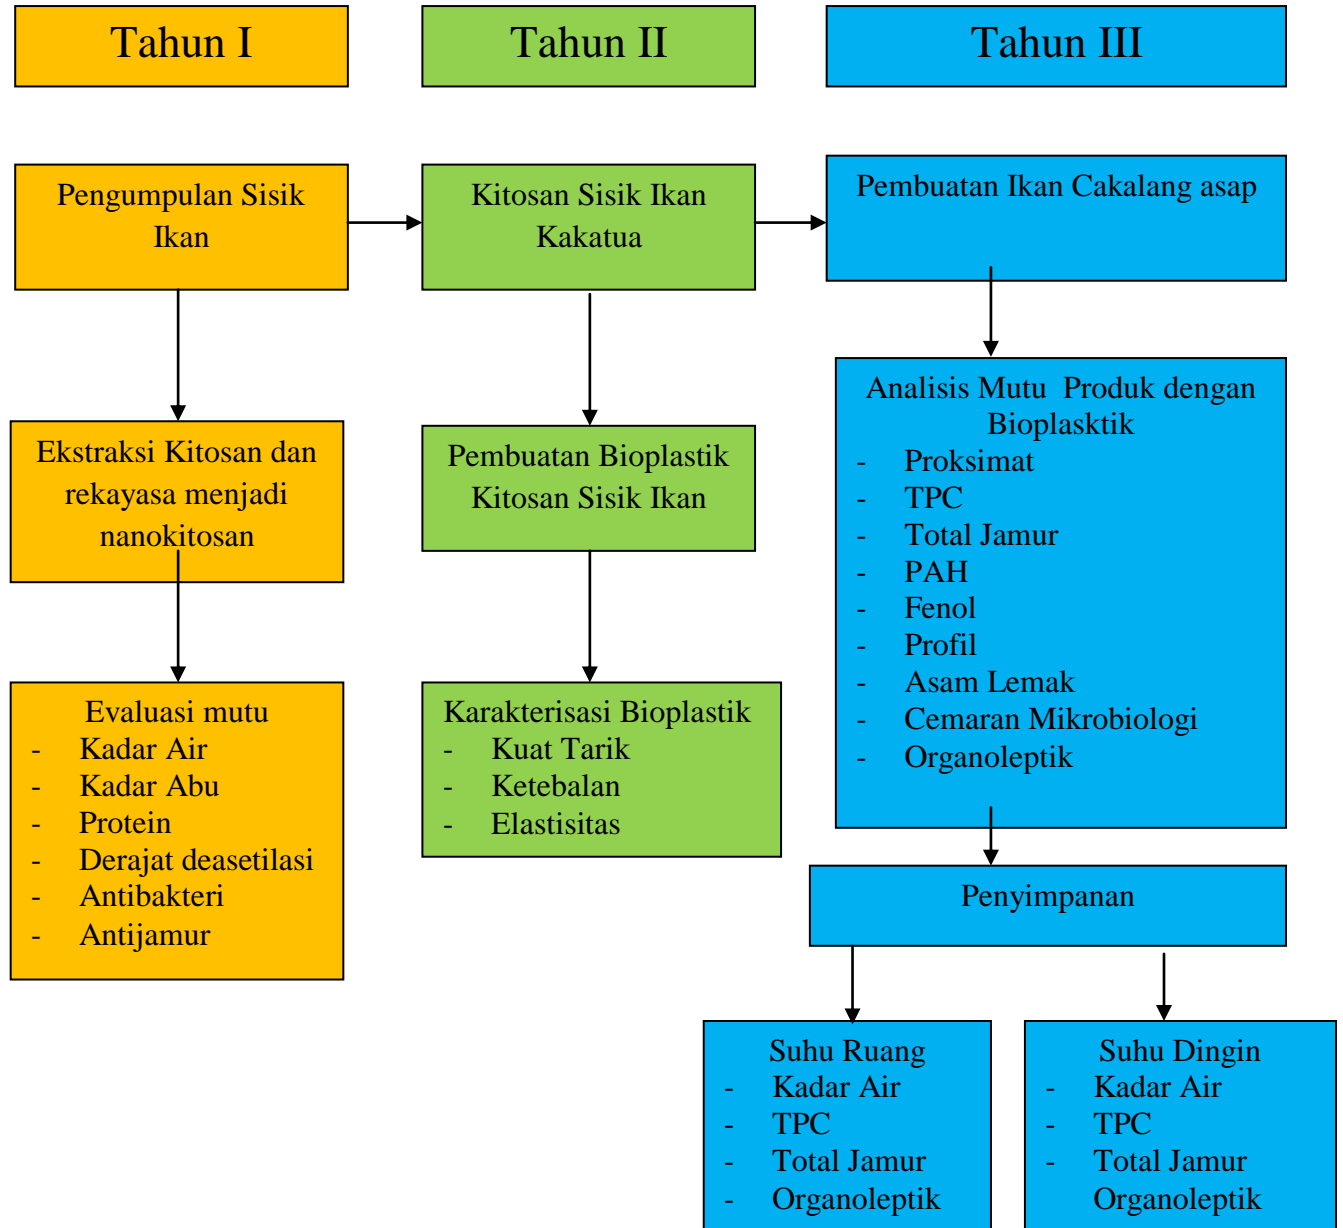 Tahun I
Tahun II
Tahun III
Pengumpulan Sisik
Ikan
Kitosan Sisik Ikan
Kakatua
Pembuatan Ikan Cakalang asap
Ekstraksi Kitosan dan
rekayasa menjadi
nanokitosan
Pembuatan Bioplastik
Kitosan Sisik Ikan
Analisis Mutu Produk dengan
Bioplasktik
- Proksimat
- TPC
- Total Jamur
- PAH
- Fenol
- Profil
- Asam Lemak
- Cemaran Mikrobiologi
- Organoleptik
Evaluasi mutu
- Kadar Air
- Kadar Abu
- Protein
- Derajat deasetilasi
- Antibakteri
- Antijamur
Karakterisasi Bioplastik
- Kuat Tarik
- Ketebalan
- Elastisitas
Penyimpanan
Suhu Ruang
- Kadar Air
- TPC
- Total Jamur
- Organoleptik
Suhu Dingin
- Kadar Air
- TPC
- Total Jamur
Organoleptik